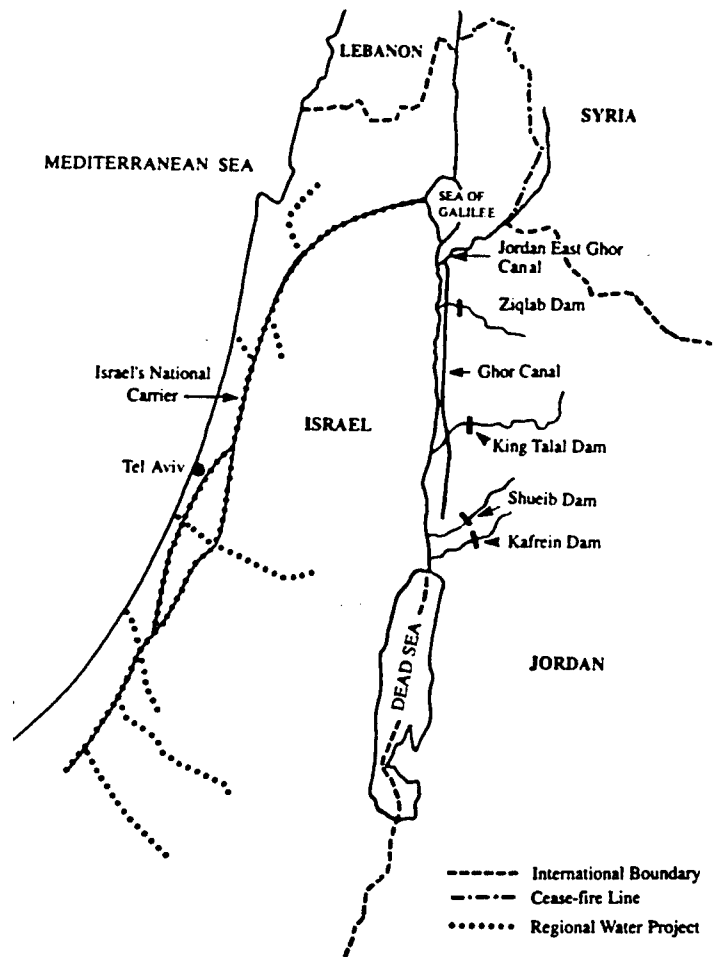 LEBANON
SYRIA
MEDITERRANEAN SEA
SEA OF
GALILEE
Jordan East Ghor
Canal
Ziqlab Dam
Israel's National
Carrier
Ghor Canal
ISRAEL
King Talal Dam
Tel Aviv
Shueib Dam
Kafrein Dam
DEAD SEA
JORDAN
International Boundary
Cease-fire Line
Regional Water Project